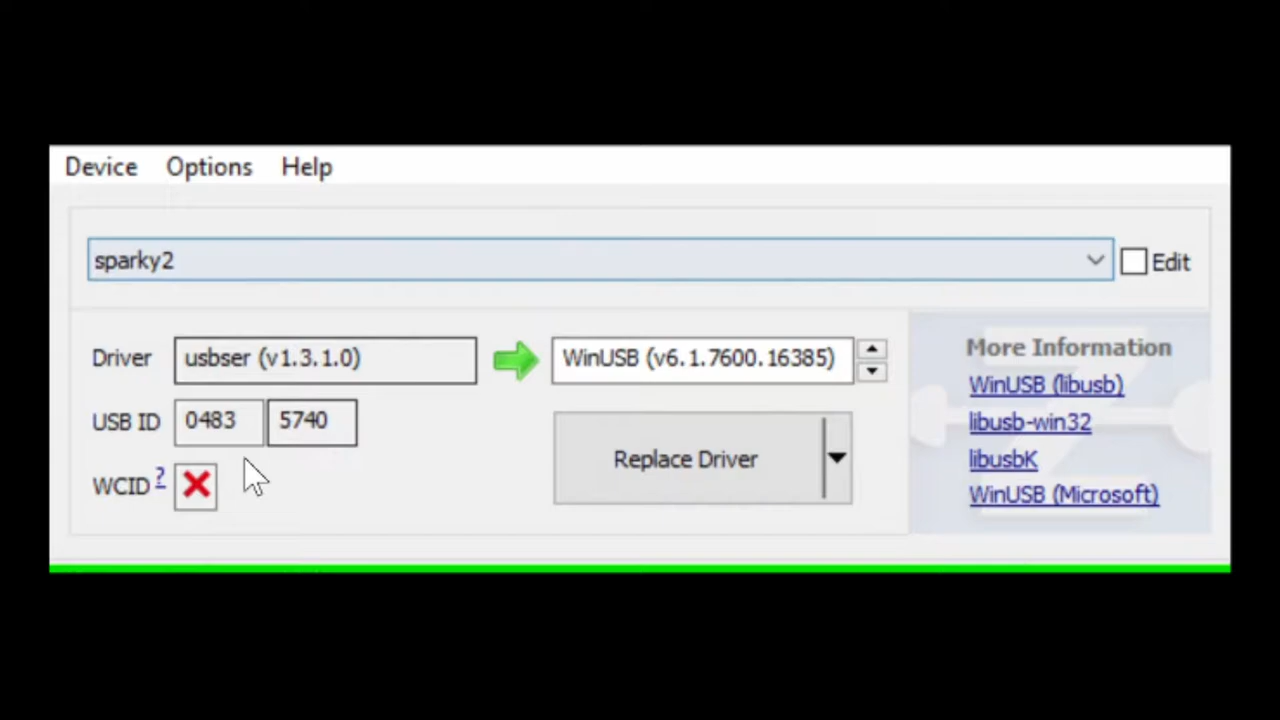 Device Options Help
sparky2 Edit
Driver usbser (v1.3.1.0) WinUSB (v6.1.7600.16385)
USB ID 0483 5740
WCID ?
Replace Driver
More Information
WinUSB (libusb)
libusb-win32
libusbK
WinUSB (Microsoft)